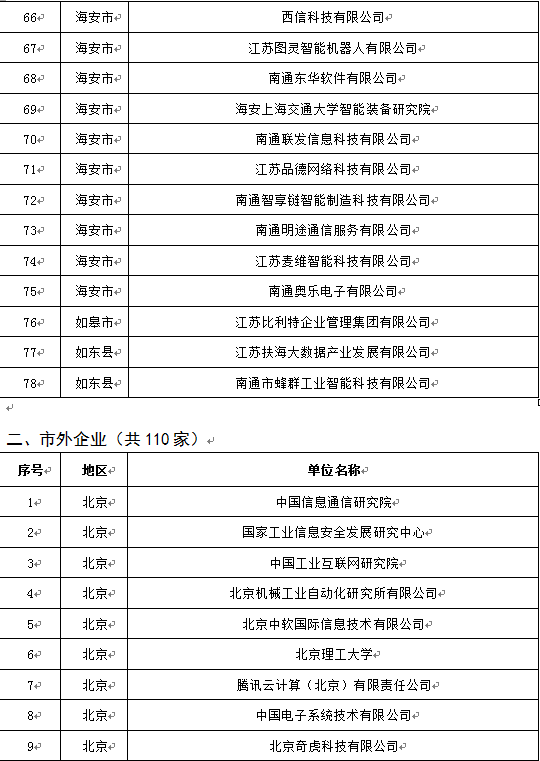 66 海安市 西信科技有限公司
67 海安市 江苏图灵智能机器人有限公司
68 海安市 南通东华软件有限公司
69 海安市 海安上海交通大学智能装备研究院
70 海安市 南通联发信息科技有限公司
71 海安市 江苏品德网络科技有限公司
72 海安市 南通智享链智能制造科技有限公司
73 海安市 南通明途通信服务有限公司
74 海安市 江苏麦维智能科技有限公司
75 海安市 南通奥乐电子有限公司
76 如皋市 江苏比利特企业管理集团有限公司
77 如东县 江苏扶海大数据产业发展有限公司
78 如东县 南通市蜂群工业智能科技有限公司
二、市外企业（共 110 家）
序号 地区 单位名称
1 北京 中国信息通信研究院
2 北京 国家工业信息安全发展研究中心
3 北京 中国工业互联网研究院
4 北京 北京机械工业自动化研究所有限公司
5 北京 北京中软国际信息技术有限公司
6 北京 北京理工大学
7 北京 腾讯云计算（北京）有限责任公司
8 北京 中国电子系统技术有限公司
9 北京 北京奇虎科技有限公司